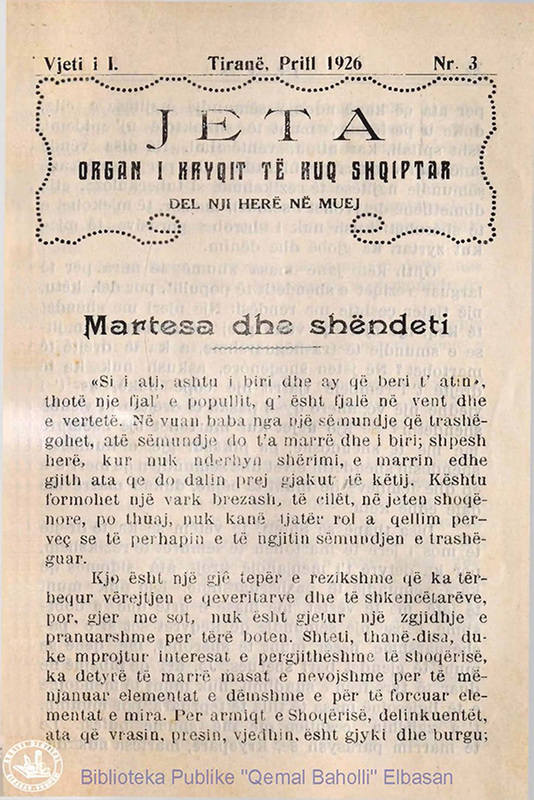 Vjeti i I. Tiranë, Prill 1926 Nr. 3
JETA
ORGAN I KRYQIT TË KUQ SHQIPTAR
DEL NJI HERË NË MUEJ
Martesa dhe shëndeti
«Si i ati, ashtu i biri dhe ay që beri t' atin»,
thotë nje fjal' e popullit, q' ësht fjalë në vent dhe
e vertetë. Në vuan baba nga një sëmundje që trashë-
gohet, atë sëmundje do t'a marrë dhe i biri; shpesh
herë, kur nuk nderhyn shërimi, e marrin edhe
gjith ata qe do dalin prej gjakut të këtij. Kështu
formohet një vark brezash, të cilët, në jeten shoqë-
nore, po thuaj, nuk kanë tjatër rol a qellim per-
veç se të perhapin e të ngjitin sëmundjen e trashë-
guar.
Kjo ësht një gjë tepër e rezikshme që ka tër-
hequr vërejtjen e qeveritarve dhe të shkencëtarëve,
por, gjer me sot, nuk ësht gjetur një zgjidhje e
pranuarshme per tërë boten. Shteti, thanë-disa, du-
ke mprojtur interesat e pergjithëshme të shoqërisë,
ka detyrë të marrë masat e nevojshme per të më-
njanuar elementat e dëmshme e për të forcuar ele-
mentat e mira. Per armiqt e Shoqërisë, delinkuentët,
ata që vrasin, presin, vjedhin, ësht gjyki dhe burgu;
Biblioteka Publike "Qemal Baholli" Elbasan